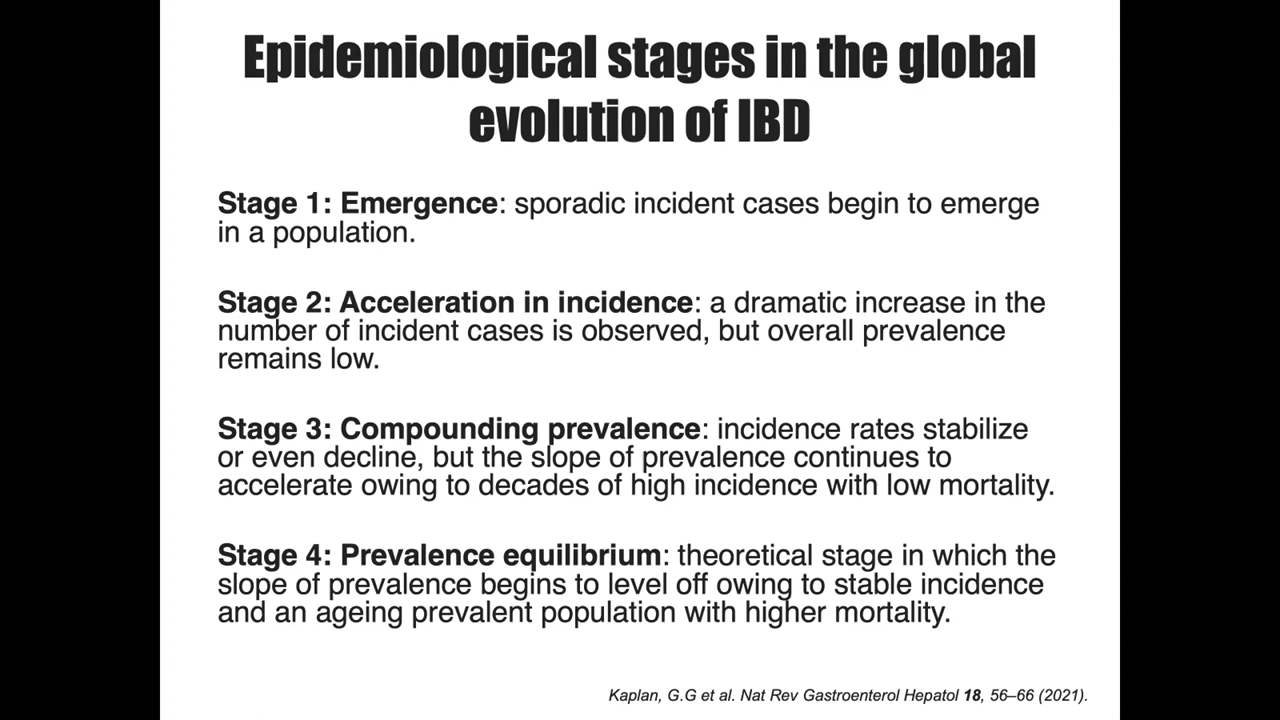 Epidemiological stages in the global
evolution of IBD
Stage 1: Emergence: sporadic incident cases begin to emerge
in a population.
Stage 2: Acceleration in incidence: a dramatic increase in the
number of incident cases is observed, but overall prevalence
remains low.
Stage 3: Compounding prevalence: incidence rates stabilize
or even decline, but the slope of prevalence continues to
accelerate owing to decades of high incidence with low mortality.
Stage 4: Prevalence equilibrium: theoretical stage in which the
slope of prevalence begins to level off owing to stable incidence
and an ageing prevalent population with higher mortality.
Kaplan, G.G et al. Nat Rev Gastroenterol Hepatol 18, 56–66 (2021).